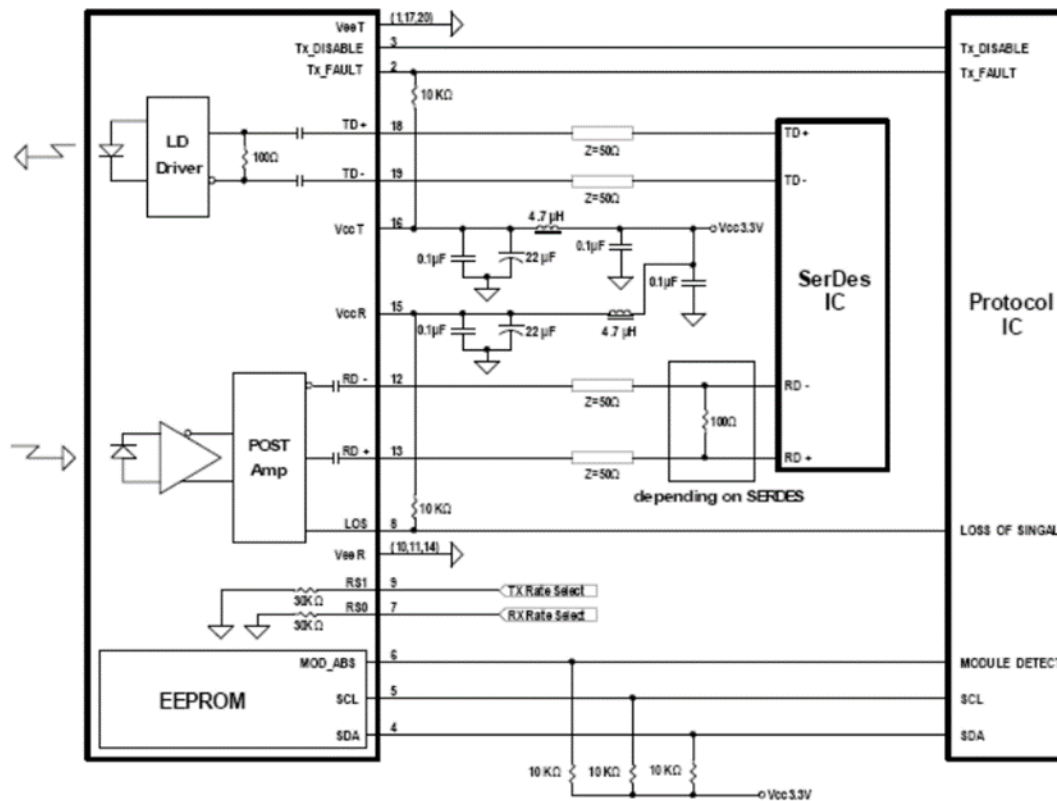 VeeT (1,17,20)
Tx_DISABLE 3 Tx_DISABLE
Tx_FAULT 2 Tx_FAULT
10 KΩ
LD
Driver
100Ω
TD+ 18 Z=50Ω TD+
TD- 19 Z=50Ω TD-
VccT 16 4.7 µH Vcc3.3V
0.1µF 22 µF 0.1µF 0.1µF
SerDes
IC
Protocol
IC
VccR 15
0.1µF 22 µF 4.7 µH
RD - 12 Z=50Ω RD -
100Ω
POST
Amp
RD + 13 Z=50Ω RD +
depending on SERDES
10 KΩ
LOS 8 LOSS OF SINGAL
VeeR (10,11,14)
RS1 9 TX Rate Select
30KΩ
RS0 7 RX Rate Select
30KΩ
MOD_ABS 6 MODULE DETECT
EEPROM
SCL 5 SCL
SDA 4 SDA
10 KΩ 10 KΩ 10 KΩ
Vcc3.3V